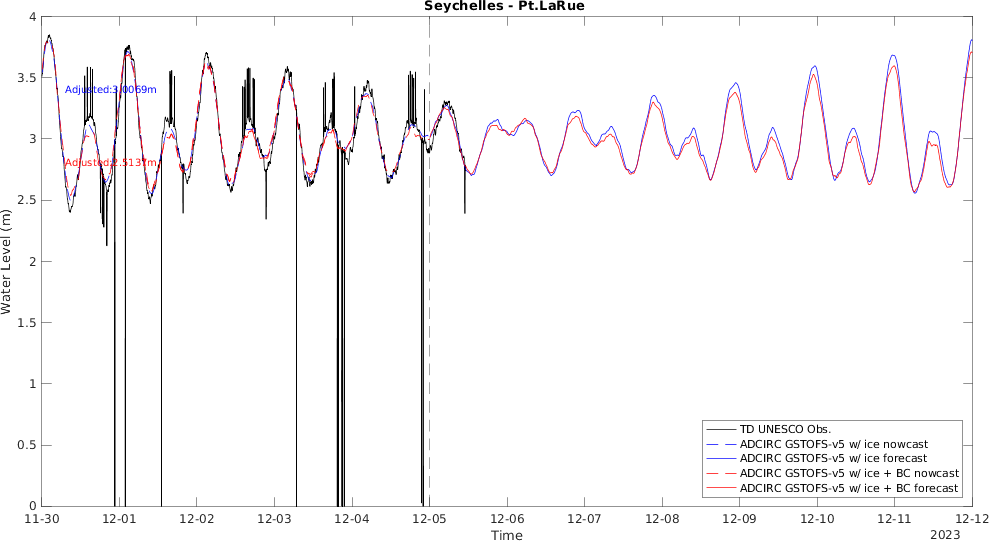 Seychelles - Pt.LaRue
4
3.5
3
2.5
2
1.5
1
0.5
0
Water Level (m)
Adjusted:3.0069m
Adjusted:2.5137m
TD UNESCO Obs.
ADCIRC GSTOFS-v5 w/ ice nowcast
ADCIRC GSTOFS-v5 w/ ice forecast
ADCIRC GSTOFS-v5 w/ ice + BC nowcast
ADCIRC GSTOFS-v5 w/ ice + BC forecast
11-30 12-01 12-02 12-03 12-04 12-05 12-06 12-07 12-08 12-09 12-10 12-11 12-12
Time
2023